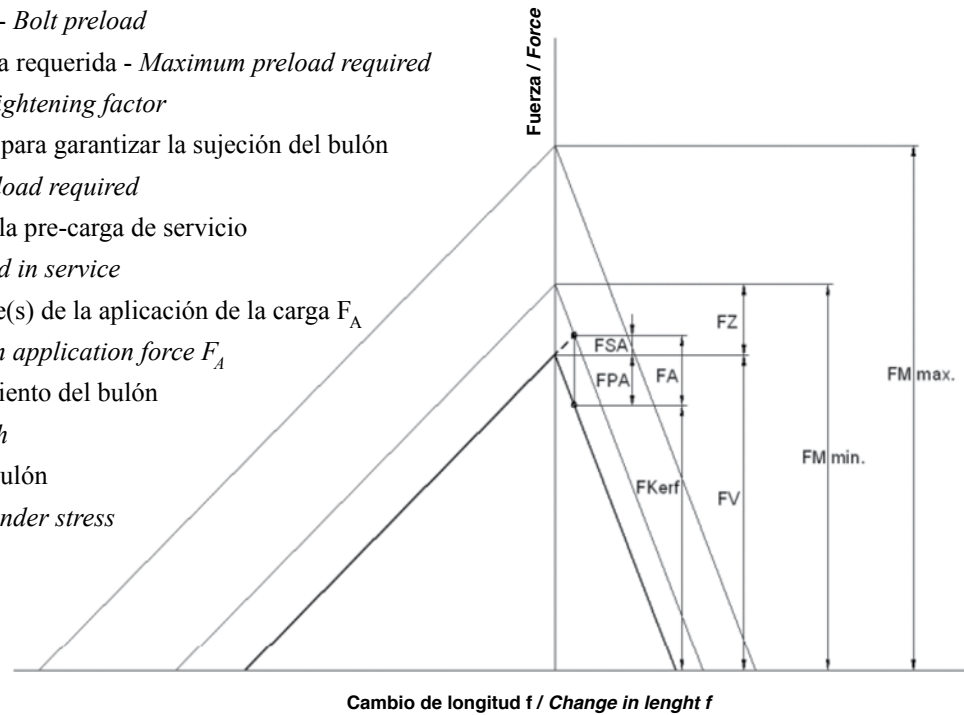 - Bolt preload
a requerida - Maximum preload required
ightening factor
para garantizar la sujeción del bulón
load required
la pre-carga de servicio
d in service
e(s) de la aplicación de la carga FA
n application force FA
iento del bulón
h
ulón
nder stress
Fuerza / Force
FZ
FSA
FPA
FA
FM max.
FM min.
FKerf
FV
Cambio de longitud f / Change in lenght f